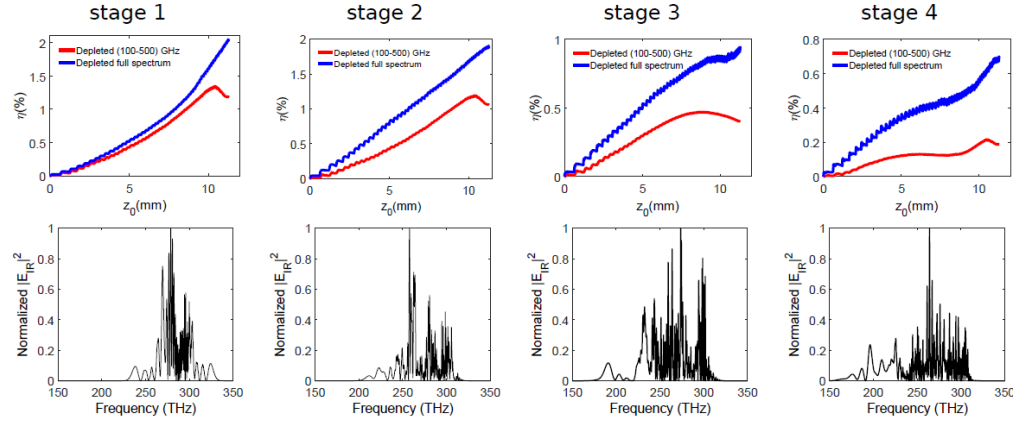 stage 1
stage 2
stage 3
stage 4
2
1.5
1
0.5
0
η(%)
Depleted (100-500) GHz
Depleted full spectrum
0
5
10
z0(mm)
2
1.5
1
0.5
0
η(%)
Depleted (100-500) GHz
Depleted full spectrum
0
5
10
z0(mm)
1
0.5
0
η(%)
Depleted (100-500) GHz
Depleted full spectrum
0
5
10
z0(mm)
0.8
0.6
0.4
0.2
0
η(%)
Depleted (100-500) GHz
Depleted full spectrum
0
5
10
z0(mm)
1
0.8
0.6
0.4
0.2
0
Normalized |EIR|2
150 200 250 300 350
Frequency (THz)
1
0.8
0.6
0.4
0.2
0
Normalized |EIR|2
150 200 250 300 350
Frequency (THz)
1
0.8
0.6
0.4
0.2
0
Normalized |EIR|2
150 200 250 300 350
Frequency (THz)
1
0.8
0.6
0.4
0.2
0
Normalized |EIR|2
150 200 250 300 350
Frequency (THz)